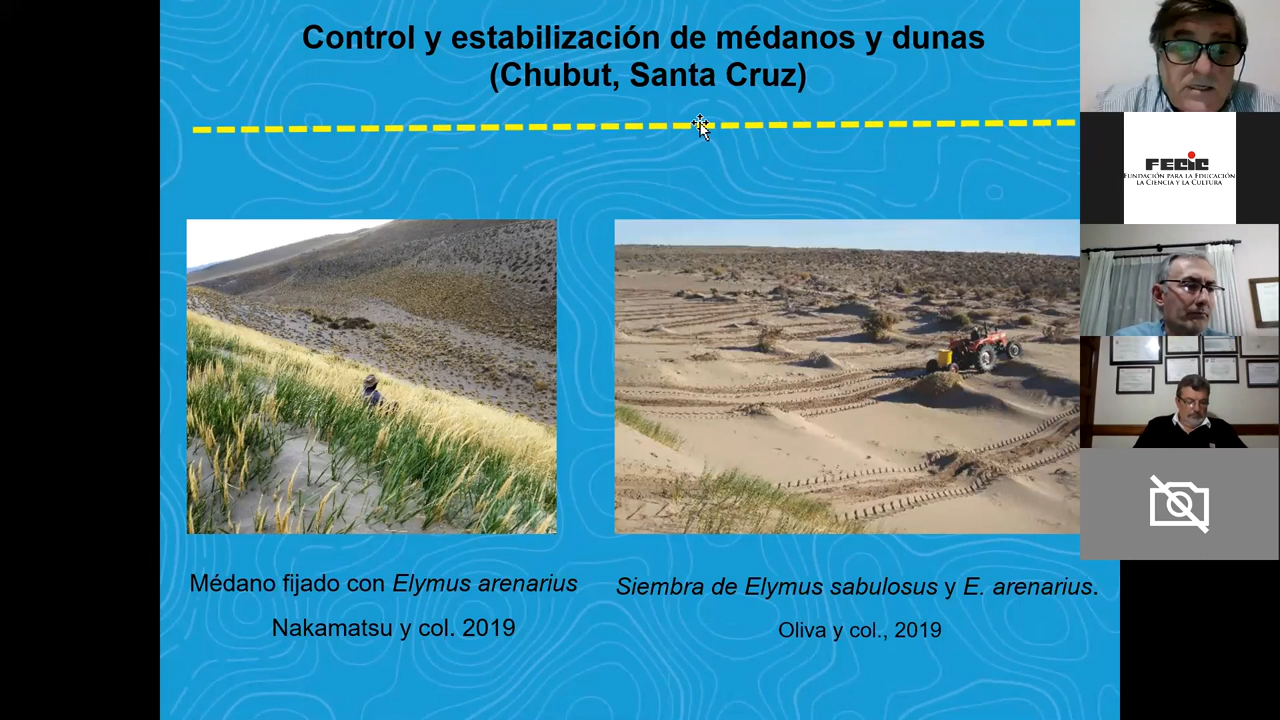 Control y estabilización de médanos y dunas
(Chubut, Santa Cruz)
FECIC
FUNDACIÓN PARA LA EDUCACIÓN
LA CIENCIA Y LA CULTURA
Médano fijado con Elymus arenarius
Nakamatsu y col. 2019
Siembra de Elymus sabulosus y E. arenarius.
Oliva y col., 2019